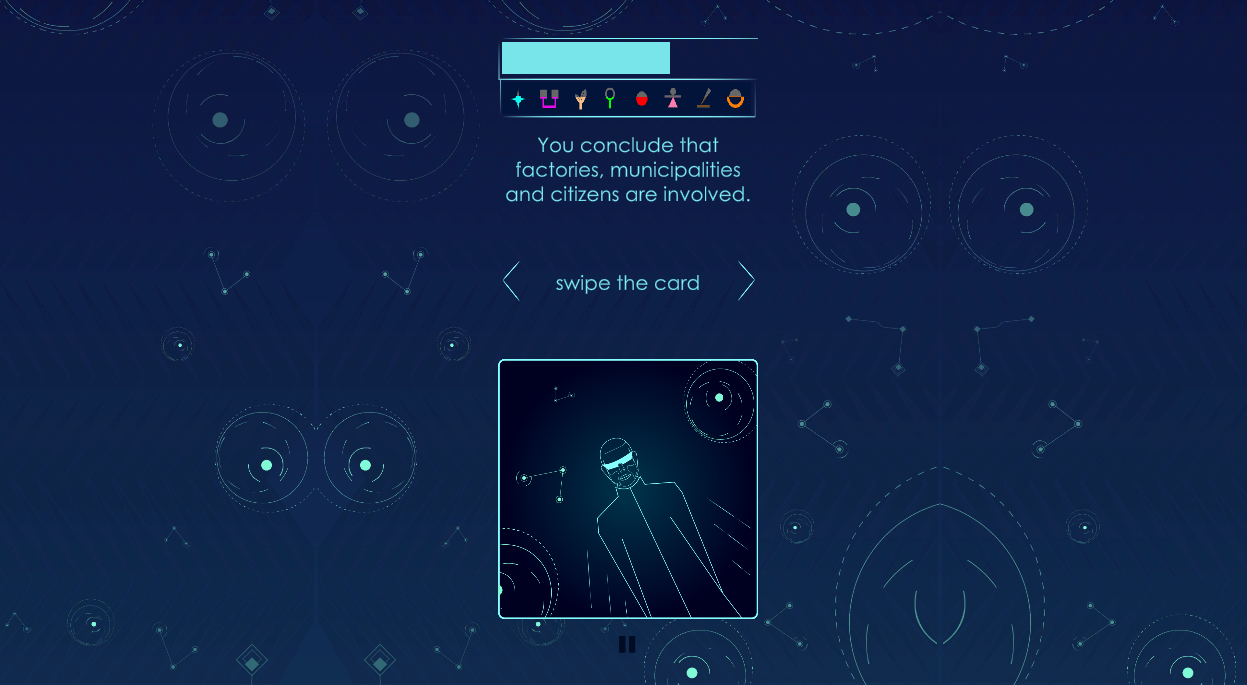 You conclude that
factories, municipalities
and citizens are involved.
swipe the card